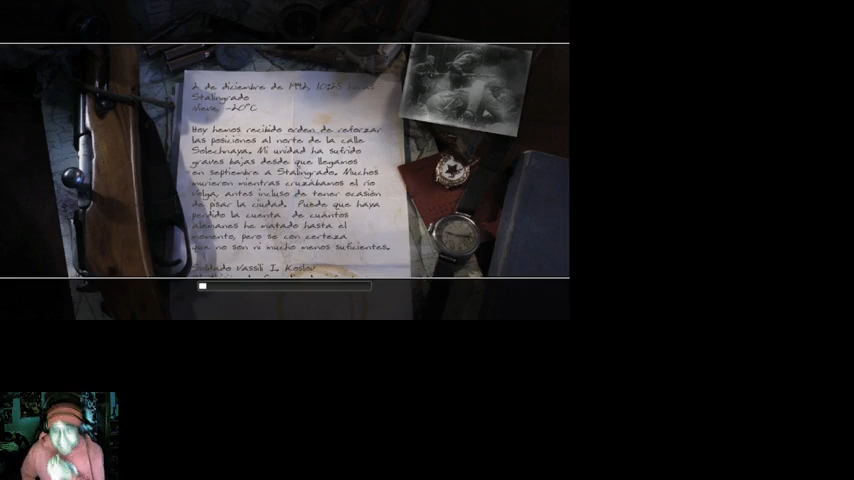 2 de diciembre de 1942, 10:25 horas
Stalingrado
Nieve, -20ºC
Hoy hemos recibido orden de reforzar
las posiciones al norte de la calle
Solechnaya. Mi unidad ha sufrido
graves bajas desde que llegamos
en septiembre a Stalingrado. Muchos
murieron mientras cruzábamos el río
Volga, antes incluso de tener ocasión
de pisar la ciudad. Puede que haya
perdido la cuenta de cuántos
alemanes he matado hasta el
momento, pero se con certeza
que no son ni mucho menos suficientes.
Soldado Vassili I. Koslov